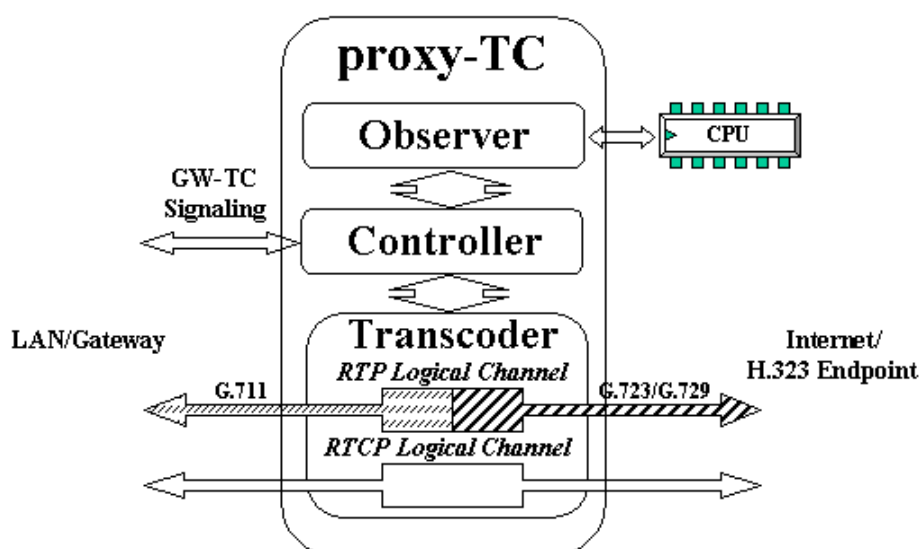 proxy-TC
Observer
CPU
GW-TC
Signaling
Controller
LAN/Gateway
Transcoder
Internet/
H.323 Endpoint
RTP Logical Channel
G.711
G.723/G.729
RTCP Logical Channel